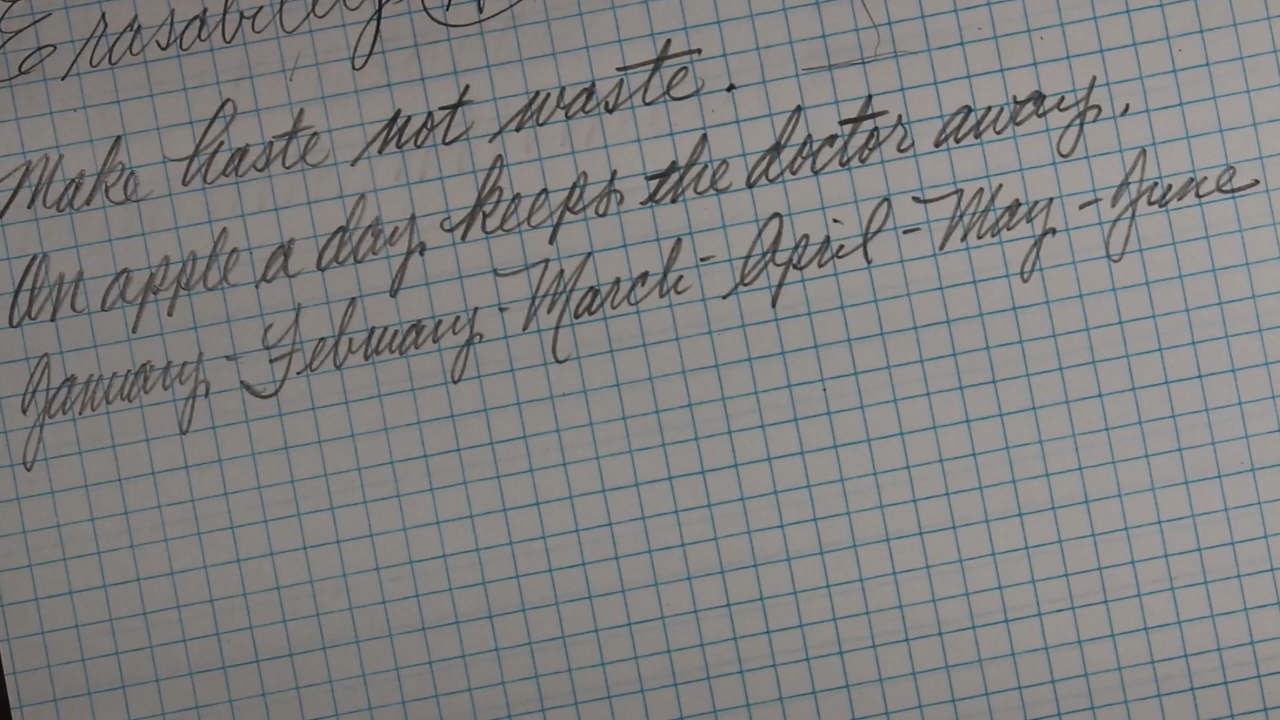 Erasability
Make haste not waste.
An apple a day keeps the doctor away.
January - February - March - April - May - June